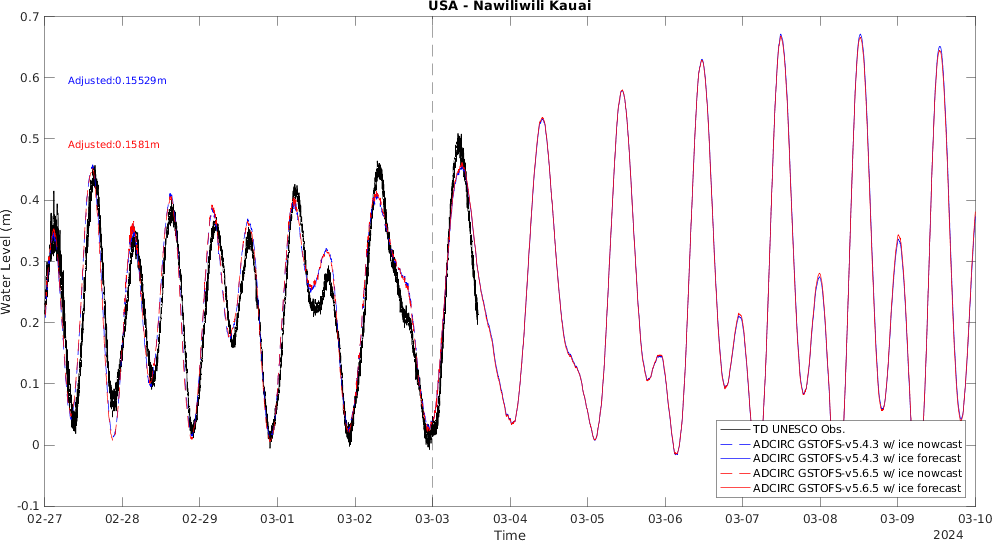 USA - Nawiliwili Kauai
0.7
0.6
0.5
0.4
0.3
0.2
0.1
0
-0.1
Water Level (m)
Adjusted:0.15529m
Adjusted:0.1581m
TD UNESCO Obs.
ADCIRC GSTOFS-v5.4.3 w/ ice nowcast
ADCIRC GSTOFS-v5.4.3 w/ ice forecast
ADCIRC GSTOFS-v5.6.5 w/ ice nowcast
ADCIRC GSTOFS-v5.6.5 w/ ice forecast
02-27 02-28 02-29 03-01 03-02 03-03 03-04 03-05 03-06 03-07 03-08 03-09 03-10
Time
2024